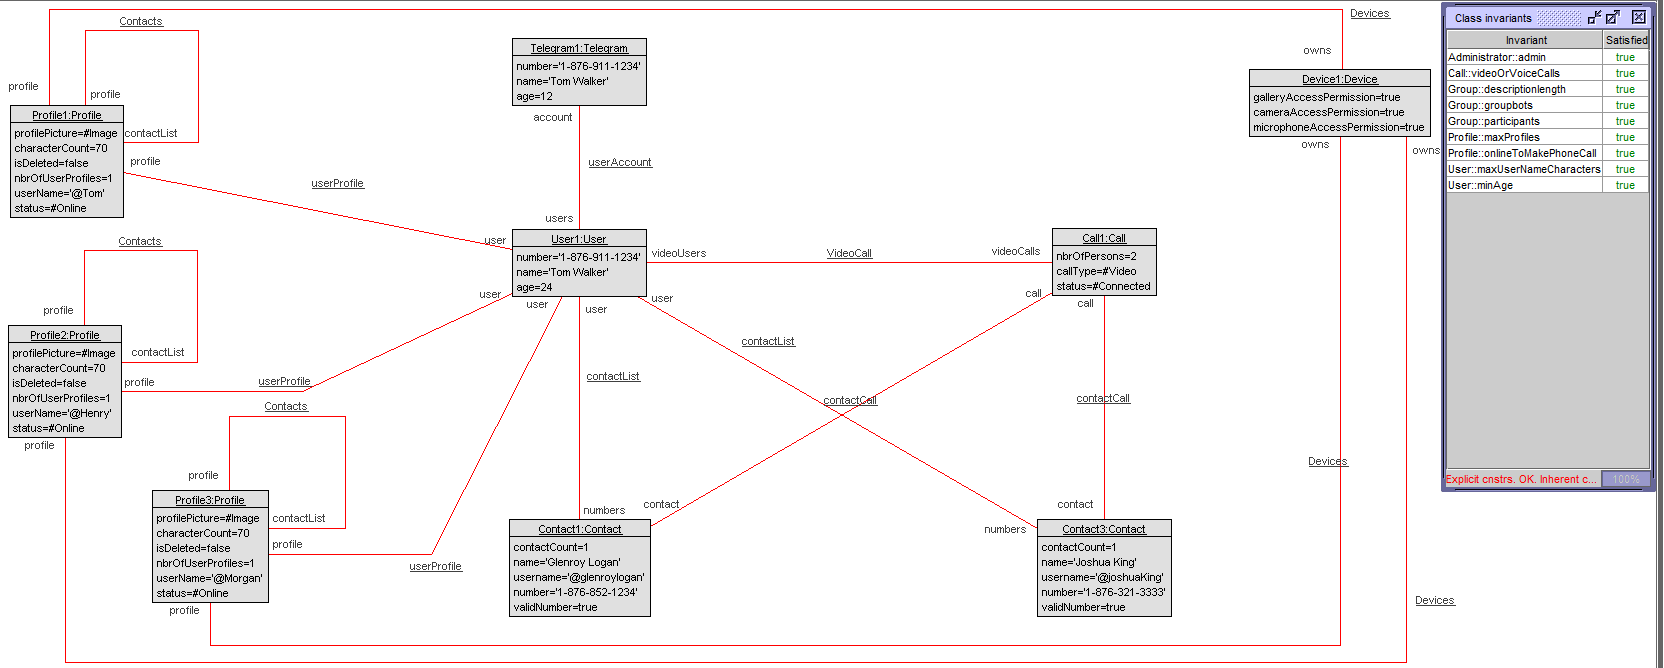 Devices
Contacts
owns
profile
profile
Telegram1:Telegram
number='1-876-911-1234'
name='Tom Walker'
age=12
account
Device1:Device
galleryAccessPermission=true
cameraAccessPermission=true
microphoneAccessPermission=true
owns
owns
Profile1:Profile
profilePicture=#Image
characterCount=70
isDeleted=false
nbrOfUserProfiles=1
userName='@Tom'
status=#Online
contactList
profile
userProfile
userAccount
users
user
User1:User
number='1-876-911-1234'
name='Tom Walker'
age=24
videoUsers
VideoCall
videoCalls
Call1:Call
nbrOfPersons=2
callType=#Video
status=#Connected
call
call
user
user
user
user
Contacts
profile
contactList
Profile2:Profile
profilePicture=#Image
characterCount=70
isDeleted=false
nbrOfUserProfiles=1
userName='@Henry'
status=#Online
profile
userProfile
profile
contactList
contactList
contactCall
contactCall
Contacts
profile
contactList
Profile3:Profile
profilePicture=#Image
characterCount=70
isDeleted=false
nbrOfUserProfiles=1
userName='@Morgan'
status=#Online
profile
userProfile
profile
Devices
numbers
contact
contact
numbers
Contact1:Contact
contactCount=1
name='Glenroy Logan'
username='@glenroylogan'
number='1-876-852-1234'
validNumber=true
Contact3:Contact
contactCount=1
name='Joshua King'
username='@joshuaKing'
number='1-876-321-3333'
validNumber=true
Devices
Class invariants
Invariant Satisfied
Administrator::admin true
Call::videoOrVoiceCalls true
Group::descriptionlength true
Group::groupbots true
Group::participants true
Profile::maxProfiles true
Profile::onlineToMakePhoneCall true
User::maxUserNameCharacters true
User::minAge true
Explicit cnstrs. OK. Inherent c... 100%